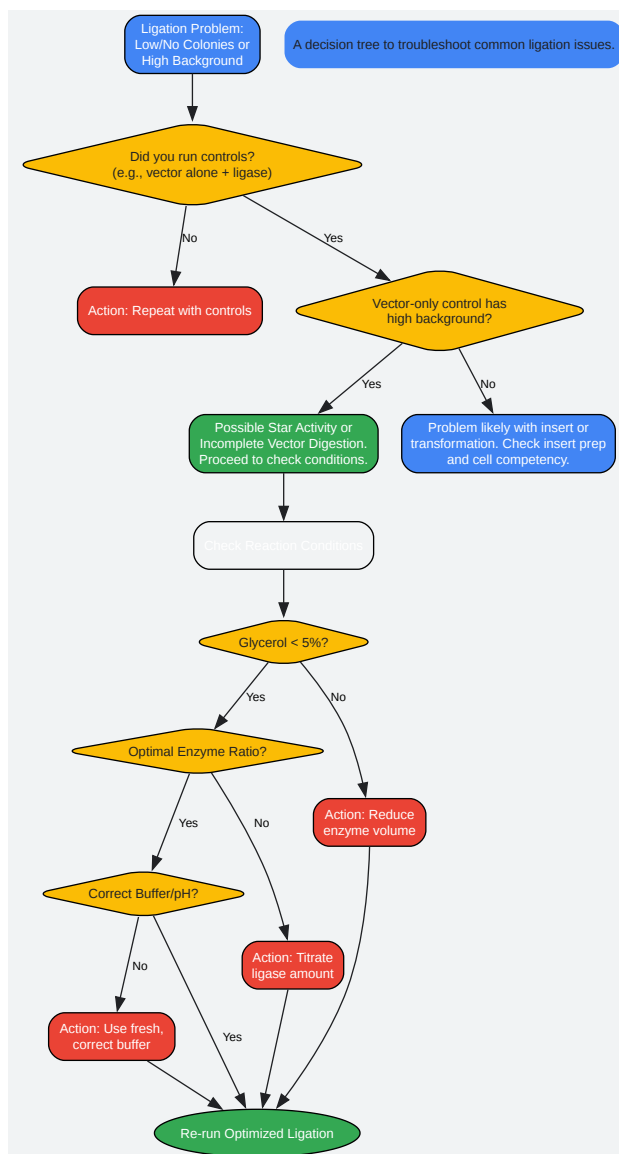 Ligation Problem:
Low/No Colonies or
High Background
A decision tree to troubleshoot common ligation issues.
Did you run controls?
(e.g., vector alone + ligase)
No
Yes
Action: Repeat with controls
Vector-only control has
high background?
Yes
No
Possible Star Activity or
Incomplete Vector Digestion.
Proceed to check conditions.
Problem likely with insert or
transformation. Check insert prep
and cell competency.
Check Reaction Conditions
Glycerol < 5%?
Yes
No
Optimal Enzyme Ratio?
Action: Reduce
enzyme volume
Yes
No
Correct Buffer/pH?
Action: Titrate
ligase amount
No
Yes
Action: Use fresh,
correct buffer
Re-run Optimized Ligation